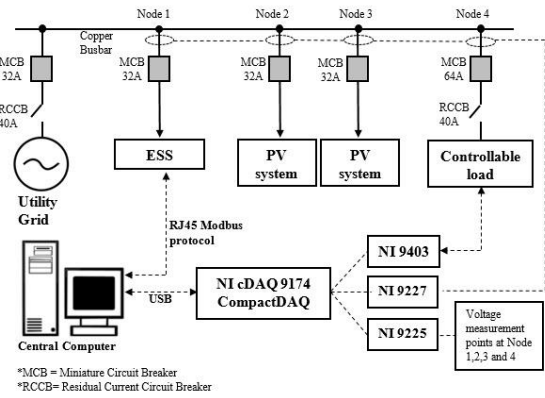 Node 1
Node 2
Node 3
Node 4
Copper
Busbar
MCB
32A
MCB
32A
MCB
32A
MCB
32A
MCB
64A
RCCB
40A
RCCB
40A
ESS
PV
system
PV
system
Controllable
load
Utility
Grid
RJ45 Modbus
protocol
NI 9403
NI cDAQ 9174
CompactDAQ
USB
NI 9227
NI 9225
Voltage
measurement
points at Node
1,2,3 and 4
Central Computer
*MCB = Miniature Circuit Breaker
*RCCB= Residual Current Circuit Breaker